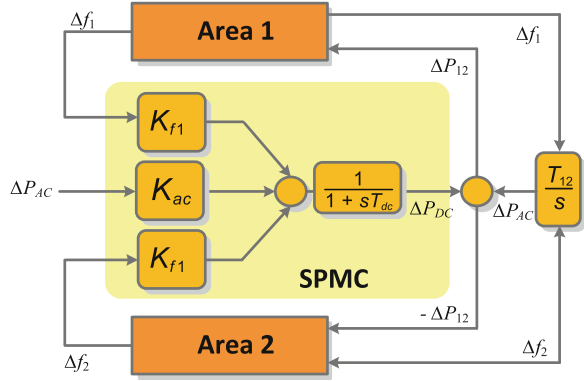 Δf1
Area 1
Δf1
ΔP12
Kf1
ΔPAC
Kac
1
1 + sTdc
ΔPDC
ΔPAC
T12
s
Kf1
SPMC
- ΔP12
Δf2
Area 2
Δf2